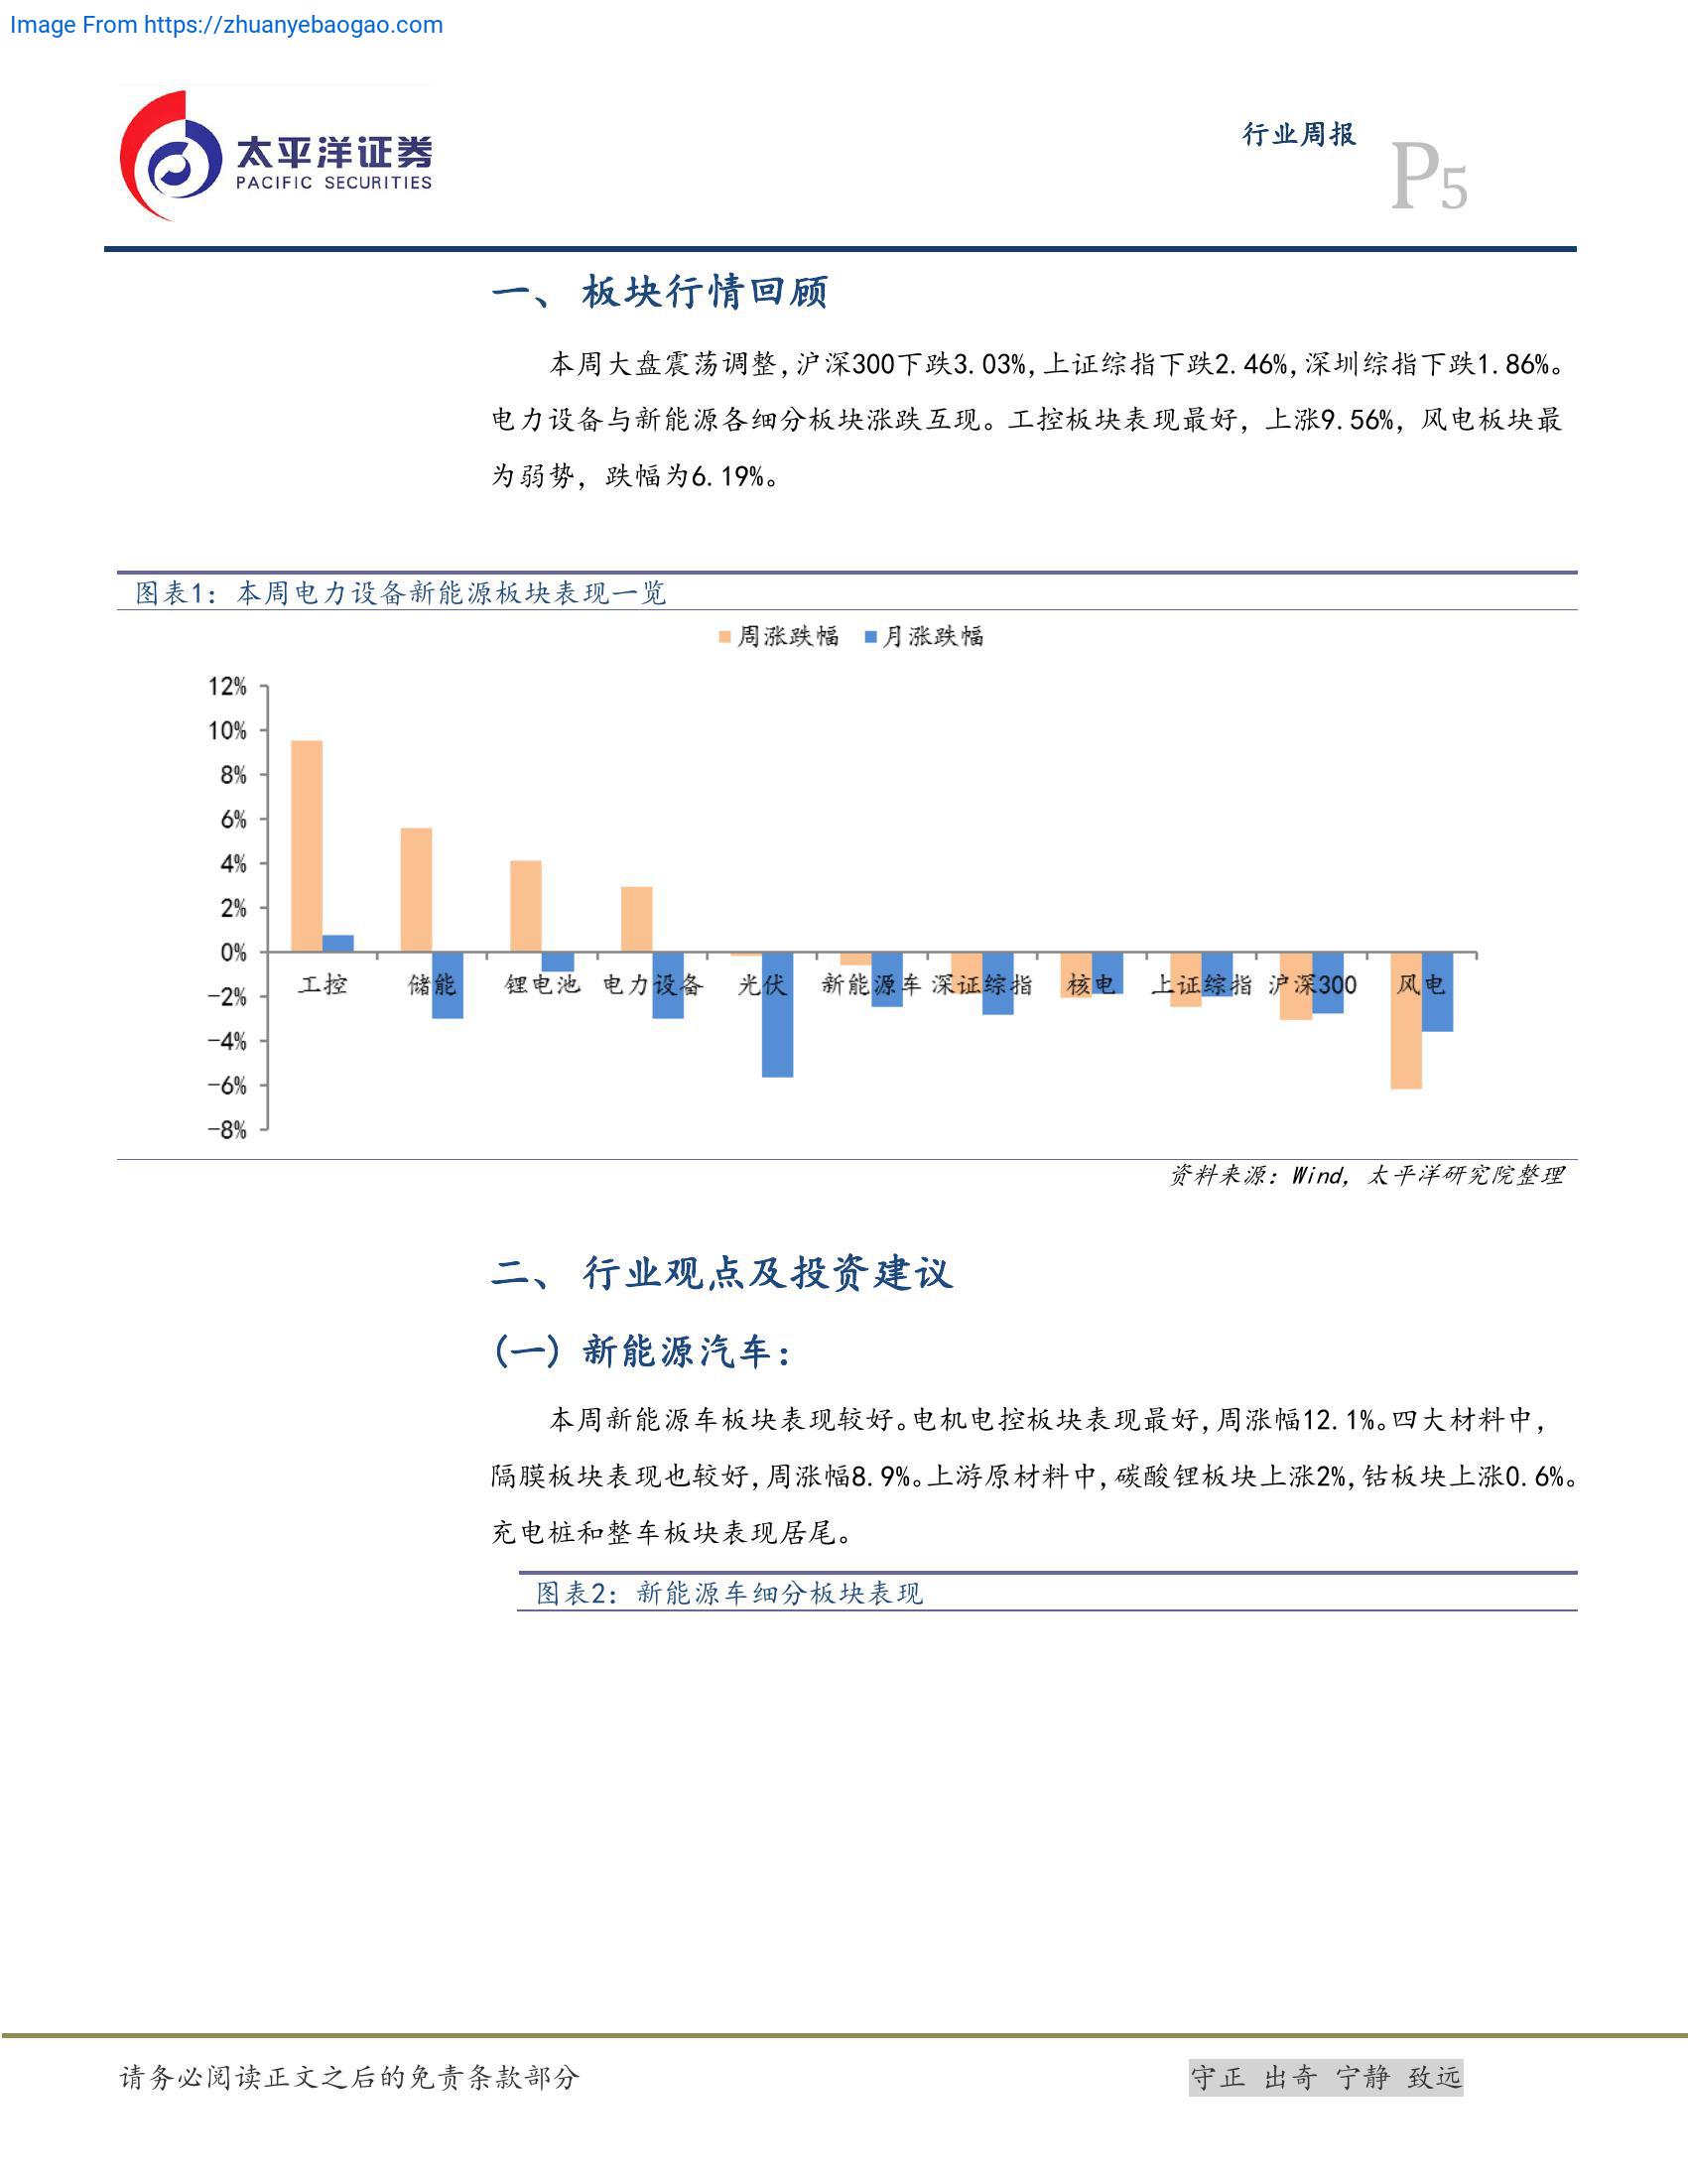 Image From https://zhuanyebaogao.com
太平洋证券
PACIFIC SECURITIES
行业周报
P5
一、 板块行情回顾
本周大盘震荡调整,沪深300下跌3.03%,上证综指下跌2.46%,深圳综指下跌1.86%。
电力设备与新能源各细分板块涨跌互现。工控板块表现最好，上涨9.56%，风电板块最
为弱势，跌幅为6.19%。
图表1：本周电力设备新能源板块表现一览
周涨跌幅 月涨跌幅
12%
10%
8%
6%
4%
2%
0%
工控 储能 锂电池 电力设备 光伏 新能源车 深证综指 核电 上证综指 沪深300 风电
-2%
-4%
-6%
-8%
资料来源：Wind，太平洋研究院整理
二、 行业观点及投资建议
(一) 新能源汽车：
本周新能源车板块表现较好。电机电控板块表现最好,周涨幅12.1%。四大材料中,
隔膜板块表现也较好,周涨幅8.9%。上游原材料中,碳酸锂板块上涨2%,钴板块上涨0.6%。
充电桩和整车板块表现居尾。
图表2：新能源车细分板块表现
请务必阅读正文之后的免责条款部分
守正 出奇 宁静 致远